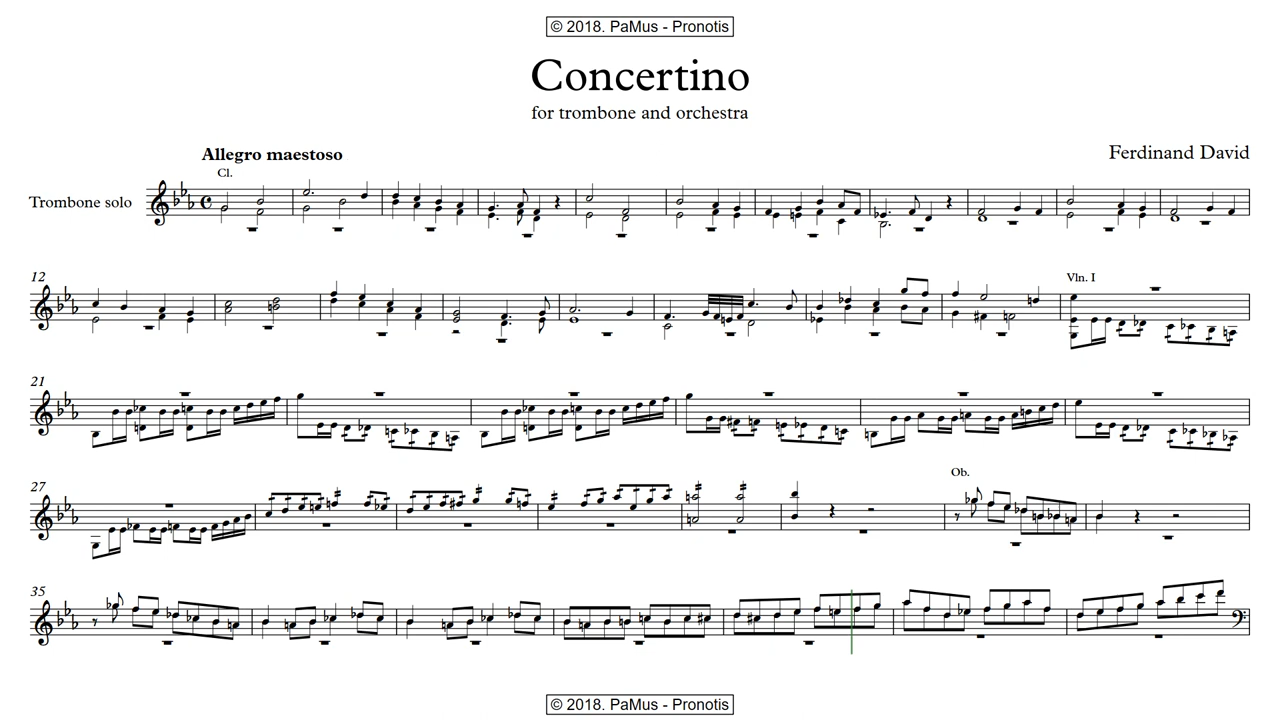 © 2018. PaMus - Pronotis
Concertino
for trombone and orchestra
Allegro maestoso
Ferdinand David
Cl.
Trombone solo
12
Vln. I
21
27
Ob.
35
© 2018. PaMus - Pronotis